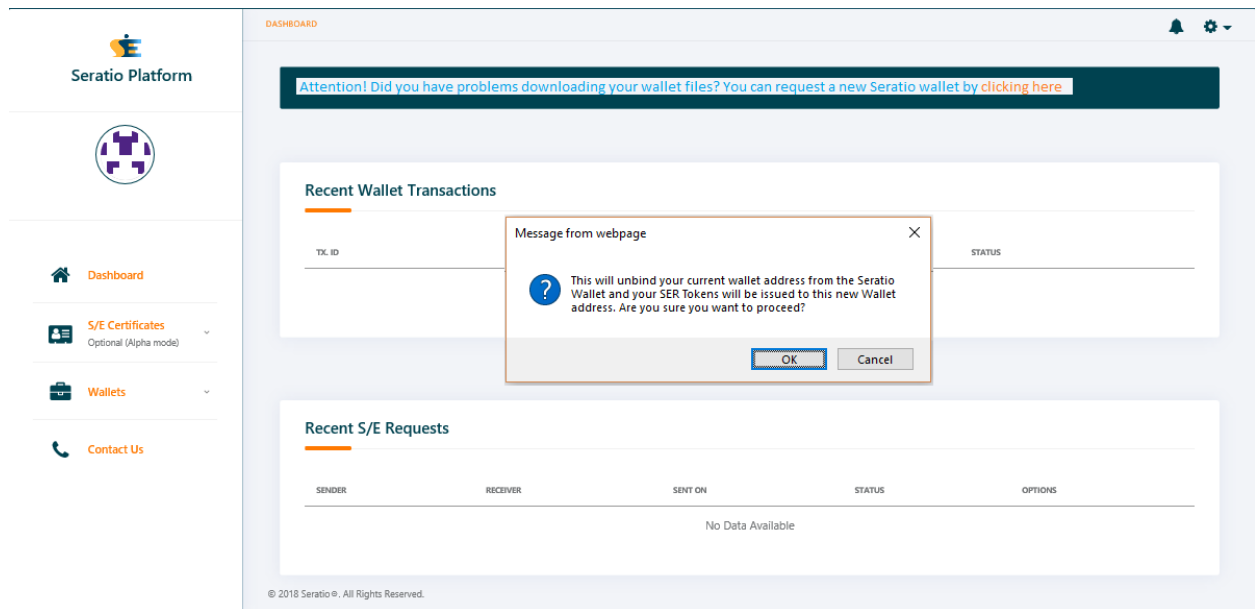 DASHBOARD
Seratio Platform
Attention! Did you have problems downloading your wallet files? You can request a new Seratio wallet by clicking here
Dashboard
S/E Certificates
Optional (Alpha mode)
Wallets
Contact Us
Recent Wallet Transactions
TX. ID
STATUS
Message from webpage
This will unbind your current wallet address from the Seratio
Wallet and your SER Tokens will be issued to this new Wallet
address. Are you sure you want to proceed?
OK
Cancel
Recent S/E Requests
SENDER RECEIVER SENT ON STATUS OPTIONS
No Data Available
© 2018 Seratio®. All Rights Reserved.